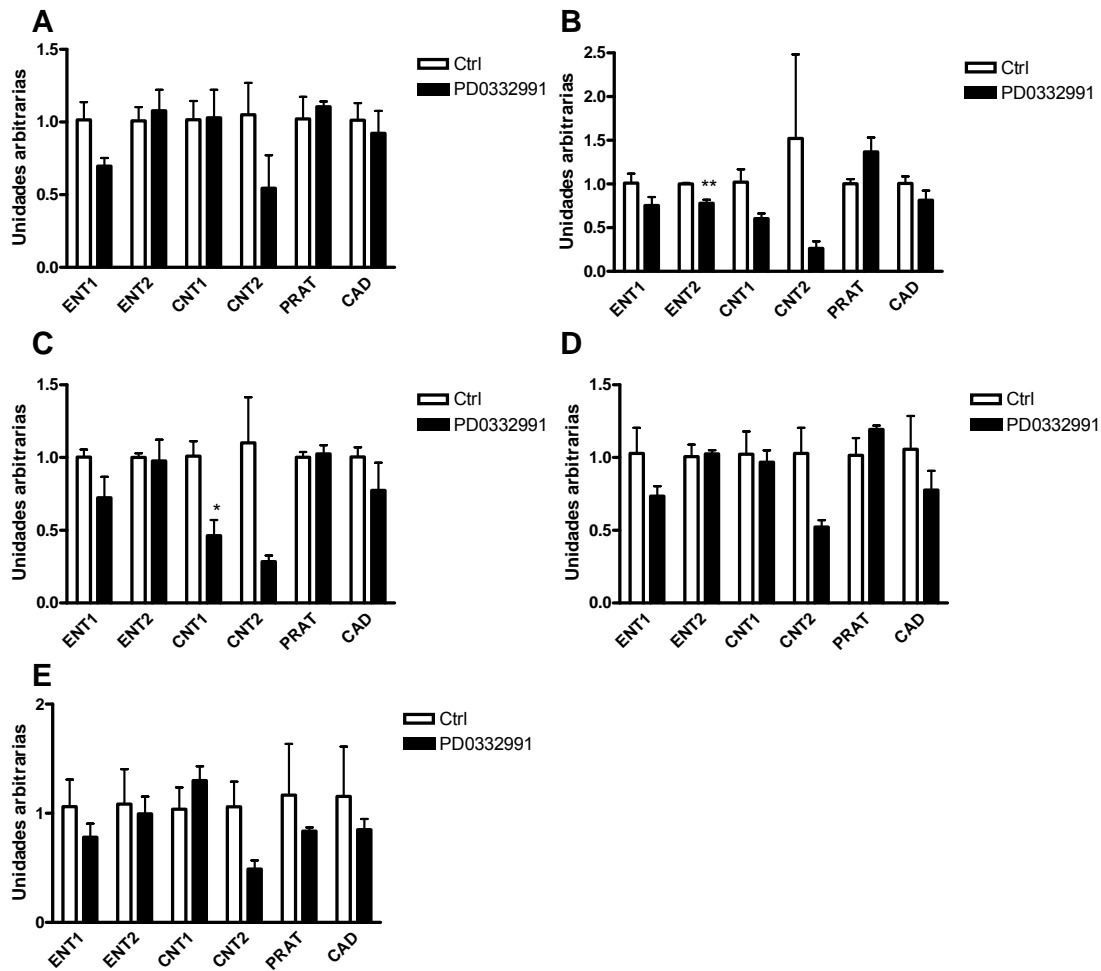 A
Unidades arbitrarias
1.5
1.0
0.5
0.0
ENT1
ENT2
CNT1
CNT2
PRAT
CAD
Ctrl
PD0332991
B
Unidades arbitrarias
2.5
2.0
1.5
1.0
0.5
0.0
**
ENT1
ENT2
CNT1
CNT2
PRAT
CAD
Ctrl
PD0332991
C
Unidades arbitrarias
1.5
1.0
0.5
0.0
*
ENT1
ENT2
CNT1
CNT2
PRAT
CAD
Ctrl
PD0332991
D
Unidades arbitrarias
1.5
1.0
0.5
0.0
ENT1
ENT2
CNT1
CNT2
PRAT
CAD
Ctrl
PD0332991
E
Unidades arbitrarias
2
1
0
ENT1
ENT2
CNT1
CNT2
PRAT
CAD
Ctrl
PD0332991